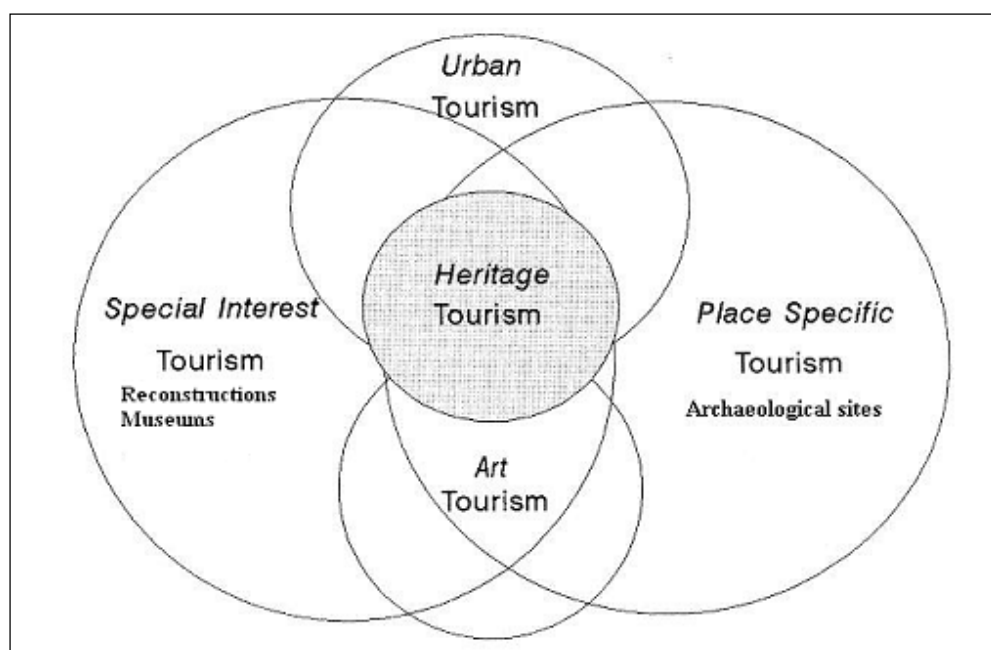 Urban
Tourism
Heritage
Tourism
Special Interest
Tourism
Reconstructions
Museums
Place Specific
Tourism
Archaeological sites
Art
Tourism